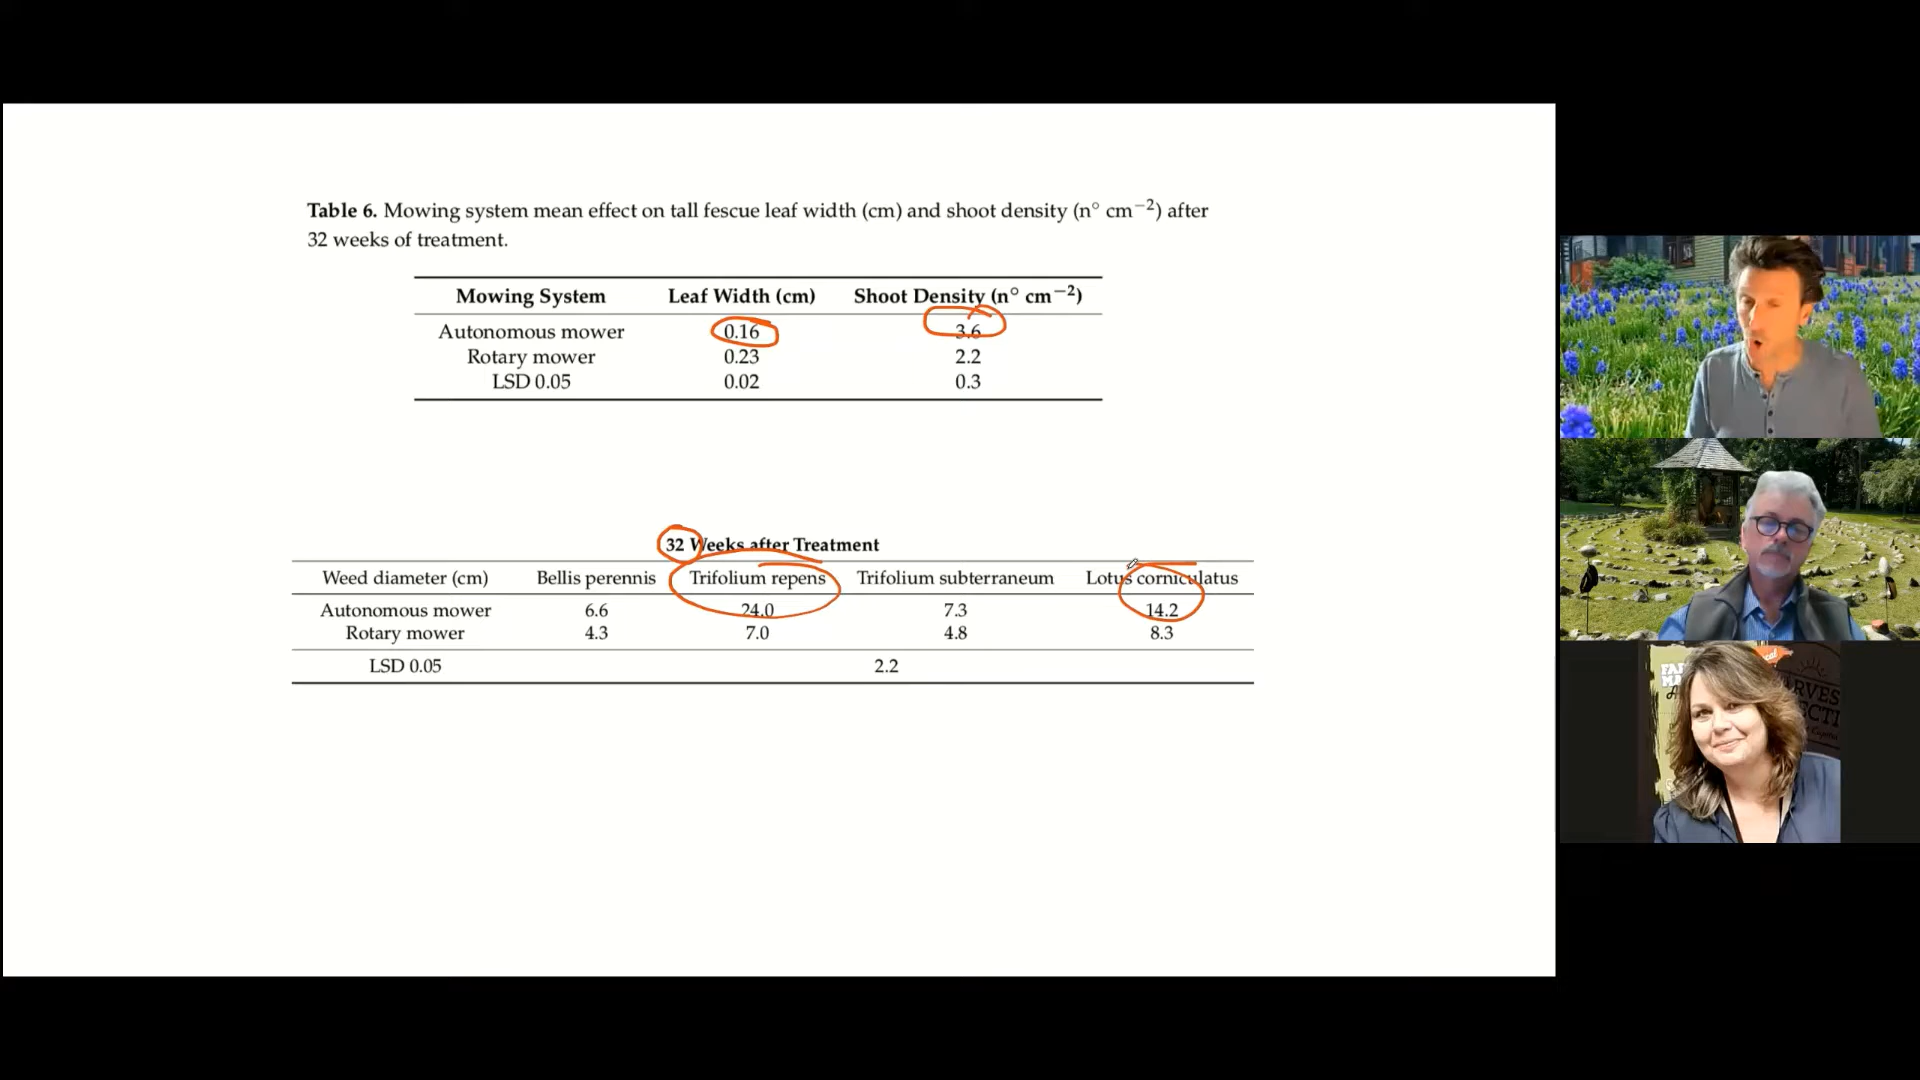 Table 6. Mowing system mean effect on tall fescue leaf width (cm) and shoot density (n° cm−2) after
32 weeks of treatment.
Mowing System Leaf Width (cm) Shoot Density (n° cm−2)
Autonomous mower 0.16 3.6
Rotary mower 0.23 2.2
LSD 0.05 0.02 0.3
32 Weeks after Treatment
Weed diameter (cm) Bellis perennis Trifolium repens Trifolium subterraneum Lotus corniculatus
Autonomous mower 6.6 24.0 7.3 14.2
Rotary mower 4.3 7.0 4.8 8.3
LSD 0.05 2.2